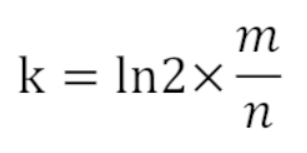 k = ln2 × m/n